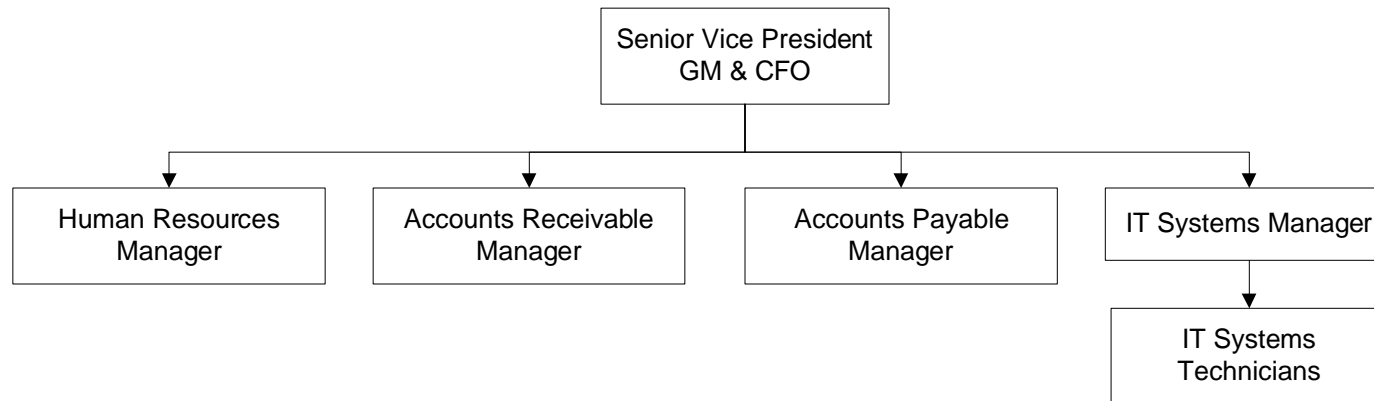 Senior Vice President
GM & CFO
Human Resources
Manager
Accounts Receivable
Manager
Accounts Payable
Manager
IT Systems Manager
IT Systems
Technicians